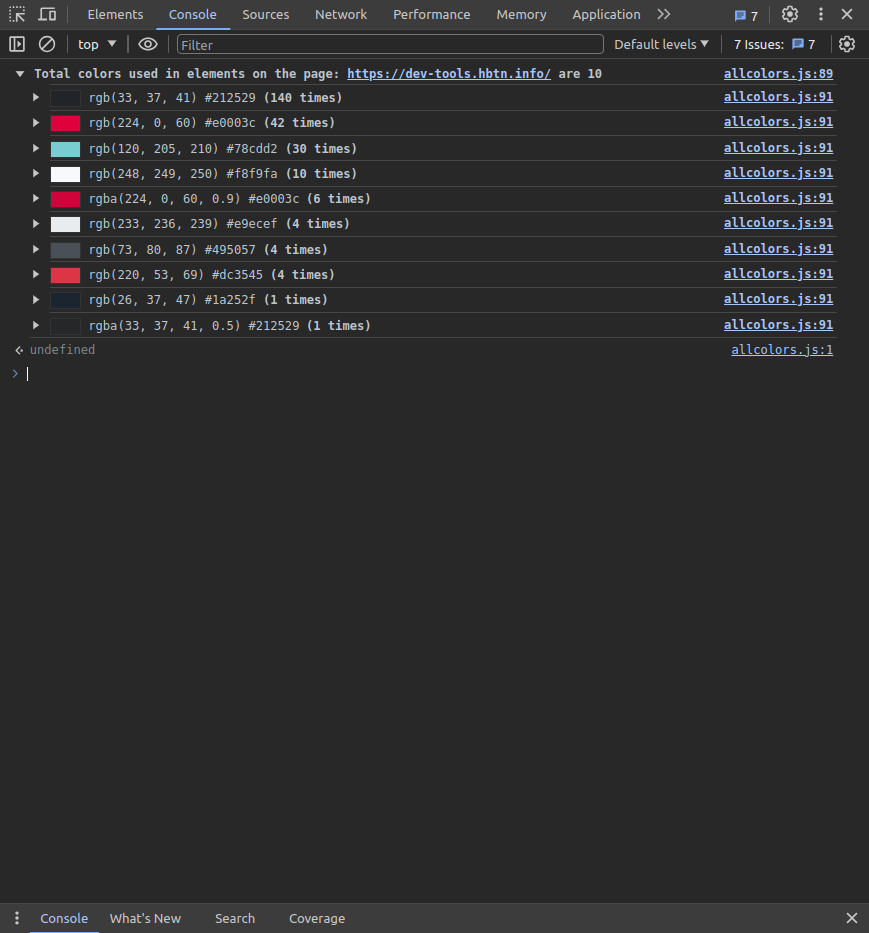 Elements Console Sources Network Performance Memory Application 7
top Filter Default levels 7 Issues: 7
Total colors used in elements on the page: https://dev-tools.hbtn.info/ are 10 allcolors.js:89
rgb(33, 37, 41) #212529 (140 times) allcolors.js:91
rgb(224, 0, 60) #e0003c (42 times) allcolors.js:91
rgb(120, 205, 210) #78cdd2 (30 times) allcolors.js:91
rgb(248, 249, 250) #f8f9fa (10 times) allcolors.js:91
rgba(224, 0, 60, 0.9) #e0003c (6 times) allcolors.js:91
rgb(233, 236, 239) #e9ecef (4 times) allcolors.js:91
rgb(73, 80, 87) #495057 (4 times) allcolors.js:91
rgb(220, 53, 69) #dc3545 (4 times) allcolors.js:91
rgb(26, 37, 47) #1a252f (1 times) allcolors.js:91
rgba(33, 37, 41, 0.5) #212529 (1 times) allcolors.js:91
undefined allcolors.js:1
Console What's New Search Coverage